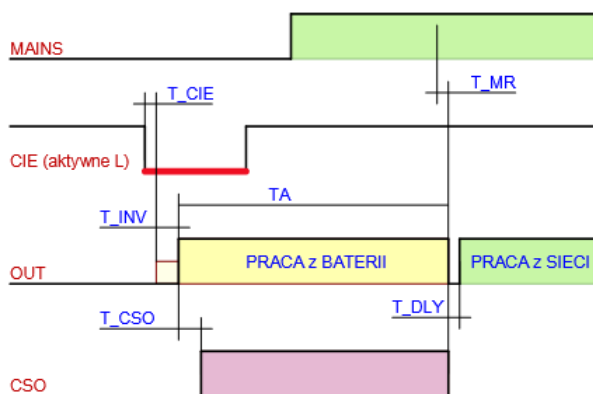 MAINS
T_CIE
T_MR
CIE (aktywne L)
TA
T_INV
PRACA z BATERII
PRACA z SIECI
OUT
T_CSO
T_DLY
CSO